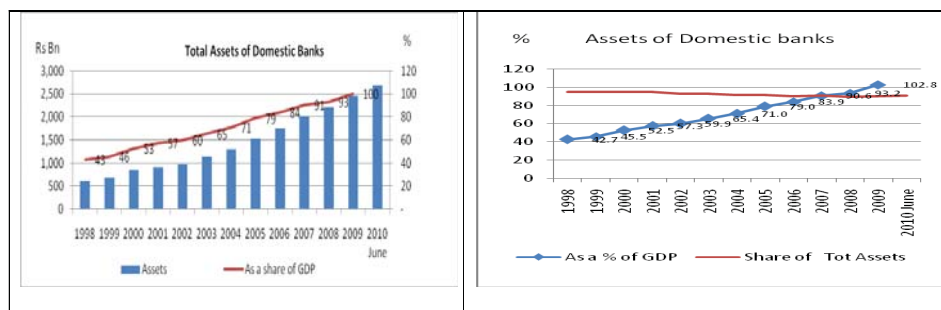 Rs Bn
Total Assets of Domestic Banks
%
3,000
2,500
2,000
1,500
1,000
500
0
120
100
80
60
40
20
-
43 46 53 57 60 65 71 79 84 91 93 100
1998 1999 2000 2001 2002 2003 2004 2005 2006 2007 2008 2009 2010
June
Assets As a share of GDP
% Assets of Domestic banks
120
100
80
60
40
20
0
42.7 45.5 52.5 57.3 59.9 65.4 71.0 79.0 83.9 90.6 93.2 102.8
1998 1999 2000 2001 2002 2003 2004 2005 2006 2007 2008 2009 2010 June
As a % of GDP Share of Tot Assets